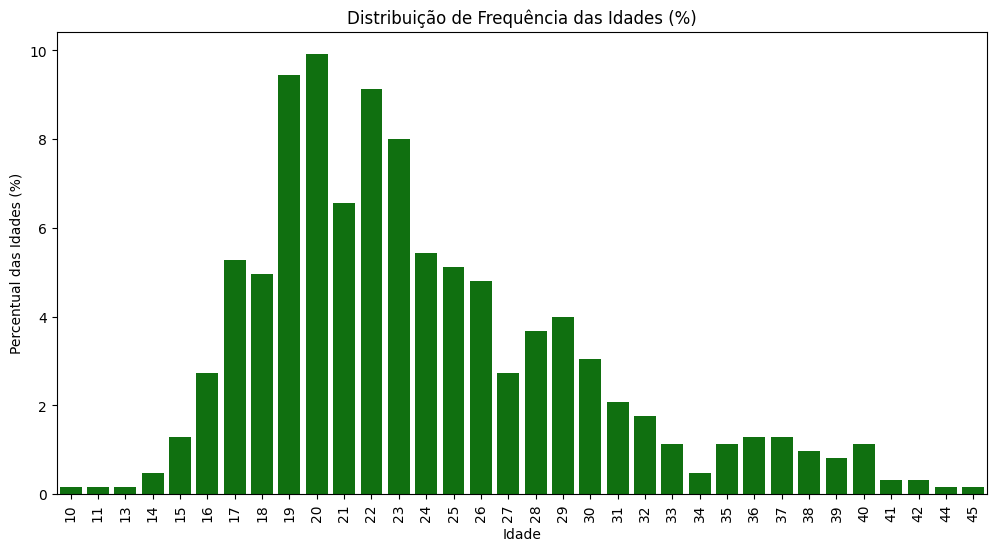 Distribuição de Frequência das Idades (%)
Percentual das Idades (%)
10
8
6
4
2
0
10 11 13 14 15 16 17 18 19 20 21 22 23 24 25 26 27 28 29 30 31 32 33 34 35 36 37 38 39 40 41 42 44 45
Idade